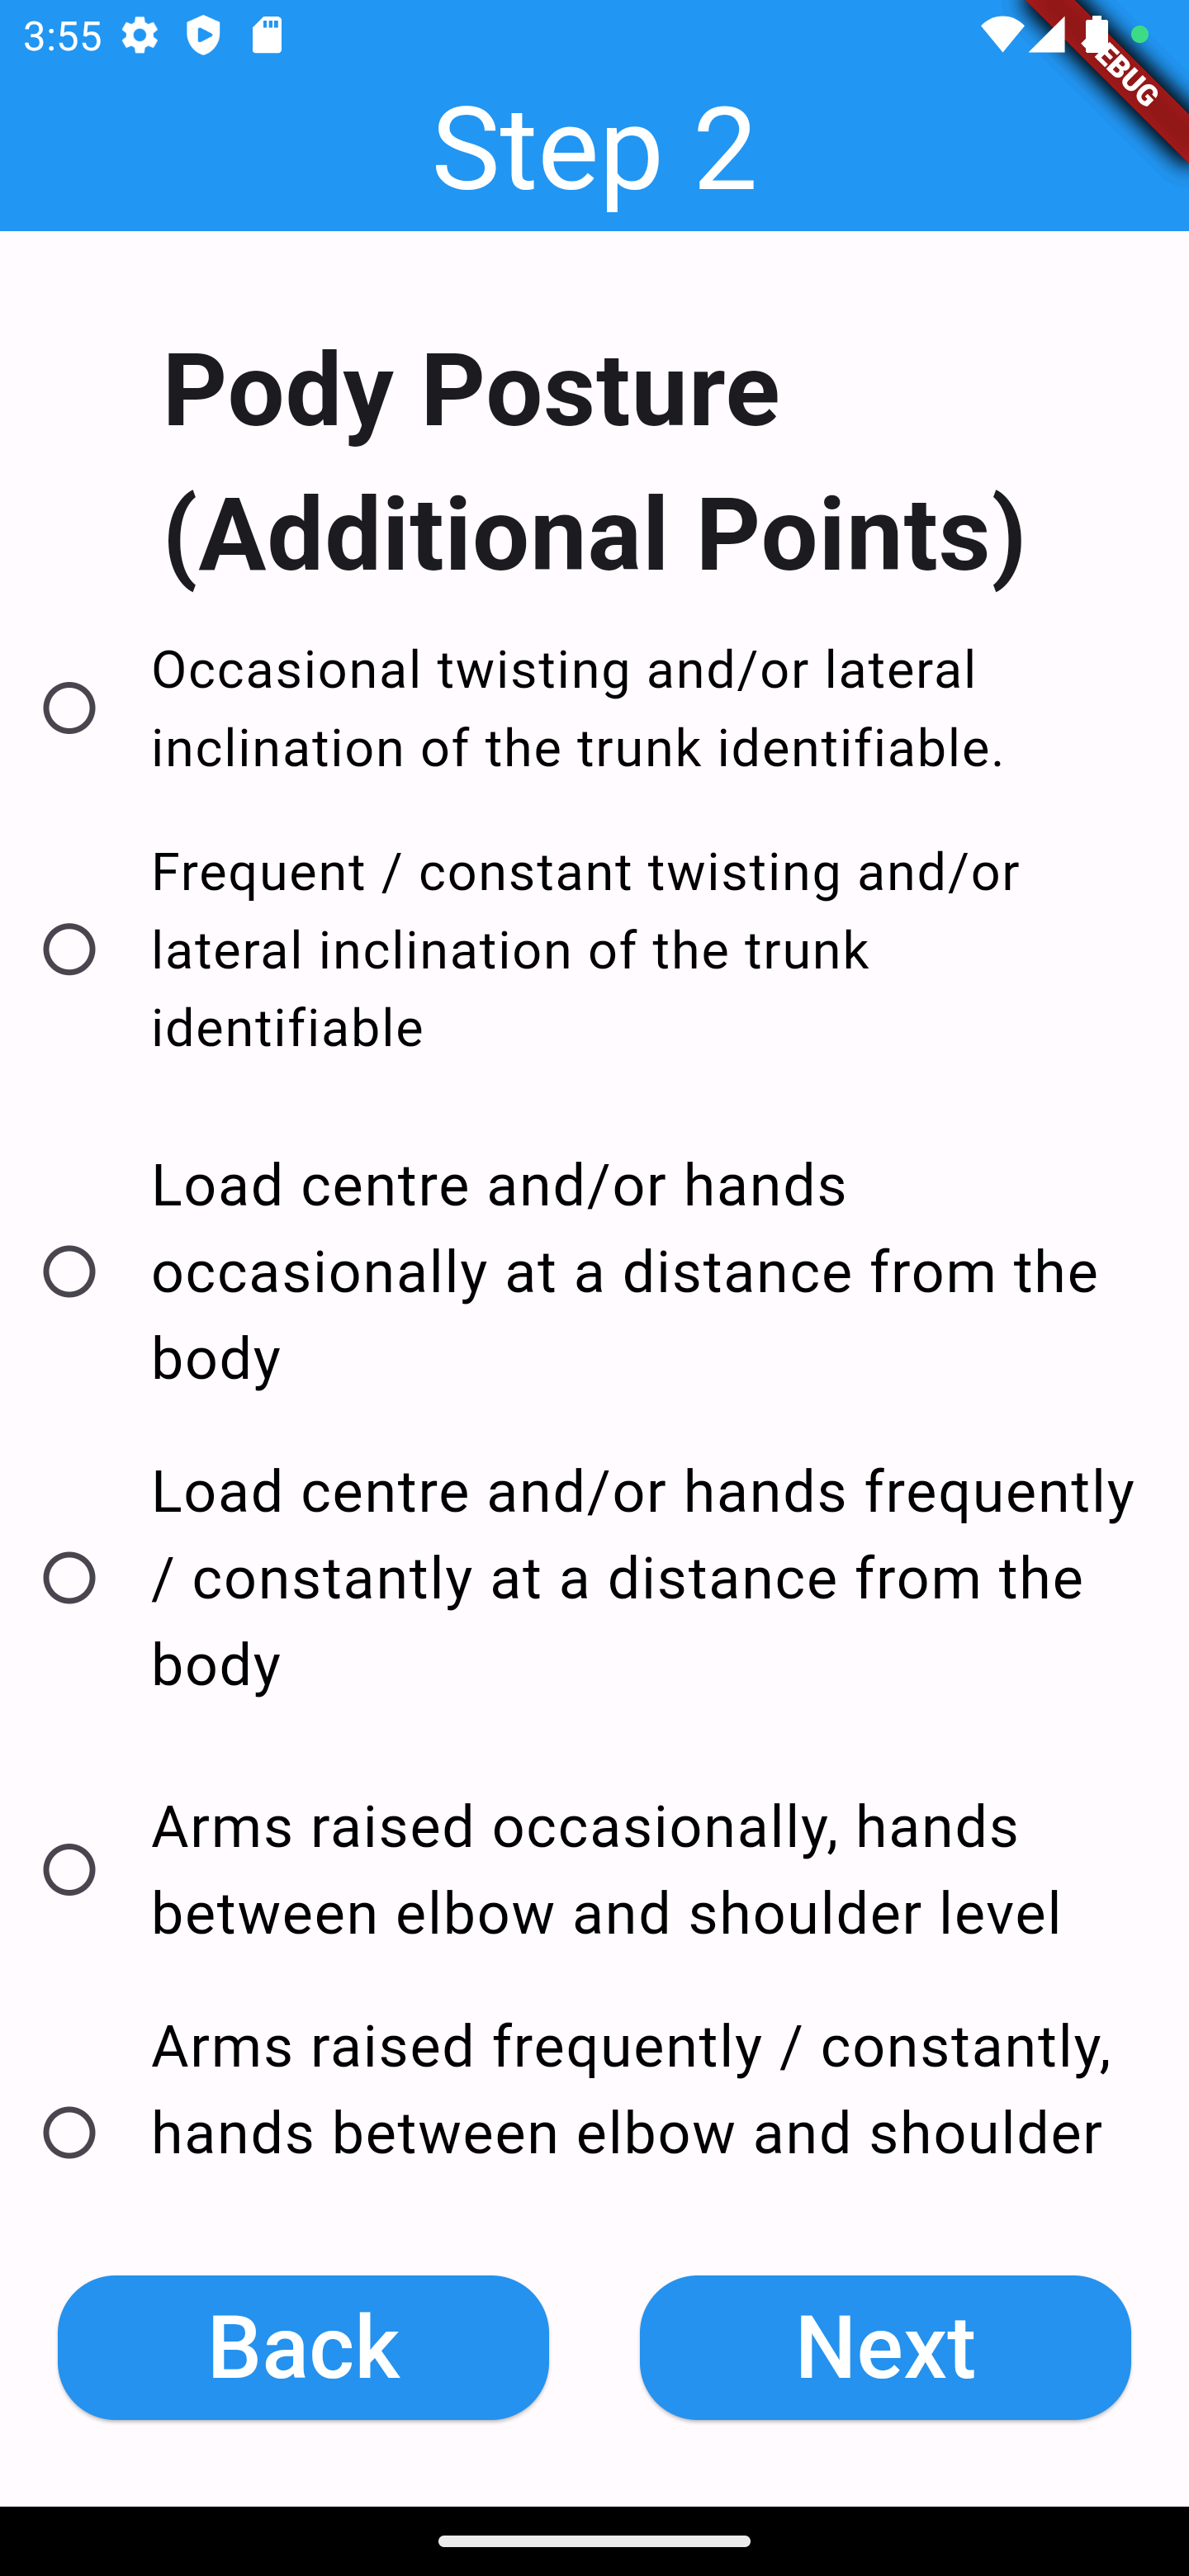 3:55
DEBUG
Step 2
Pody Posture
(Additional Points)
Occasional twisting and/or lateral
inclination of the trunk identifiable.
Frequent / constant twisting and/or
lateral inclination of the trunk
identifiable
Load centre and/or hands
occasionally at a distance from the
body
Load centre and/or hands frequently
/ constantly at a distance from the
body
Arms raised occasionally, hands
between elbow and shoulder level
Arms raised frequently / constantly,
hands between elbow and shoulder
Back
Next